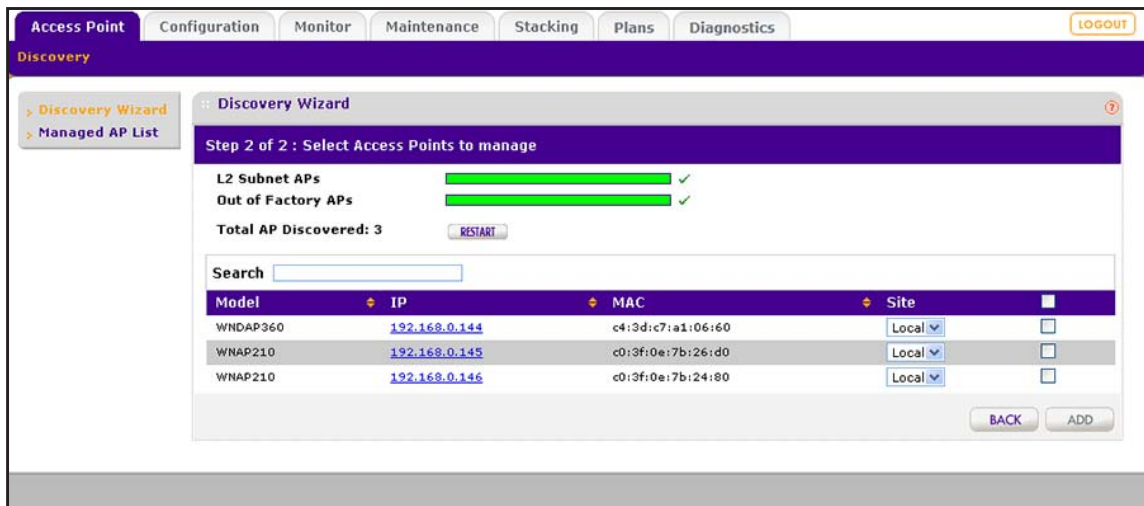 Access Point Configuration Monitor Maintenance Stacking Plans Diagnostics LOGOUT
Discovery
Discovery Wizard
Managed AP List
Discovery Wizard ?
Step 2 of 2 : Select Access Points to manage
L2 Subnet APs
Out of Factory APs
Total AP Discovered: 3 RESTART
Search
Model IP MAC Site
WNDAP360 192.168.0.144 c4:3d:c7:a1:06:60 Local
WNAP210 192.168.0.145 c0:3f:0e:7b:26:d0 Local
WNAP210 192.168.0.146 c0:3f:0e:7b:24:80 Local
BACK ADD